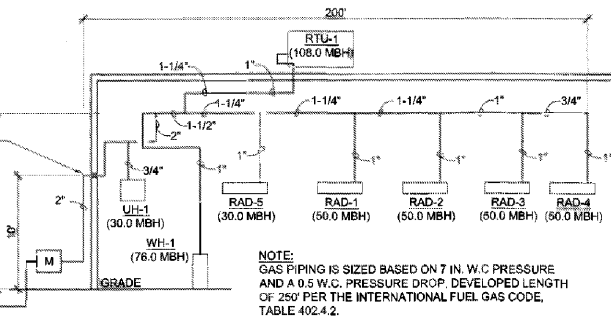 200'
RTU-1
(108.0 MBH)
1-1/4"
1"
1-1/4"
1-1/4"
1-1/4"
1"
3/4"
2"
1-1/2"
3/4"
1"
1"
1"
1"
1"
1"
2"
10'
UH-1
(30.0 MBH)
WH-1
(76.0 MBH)
RAD-5
(30.0 MBH)
RAD-1
(50.0 MBH)
RAD-2
(50.0 MBH)
RAD-3
(50.0 MBH)
RAD-4
(50.0 MBH)
M
GRADE
NOTE:
GAS PIPING IS SIZED BASED ON 7 IN. W.C PRESSURE
AND A 0.5 W.C. PRESSURE DROP, DEVELOPED LENGTH
OF 250' PER THE INTERNATIONAL FUEL GAS CODE,
TABLE 402.4.2.